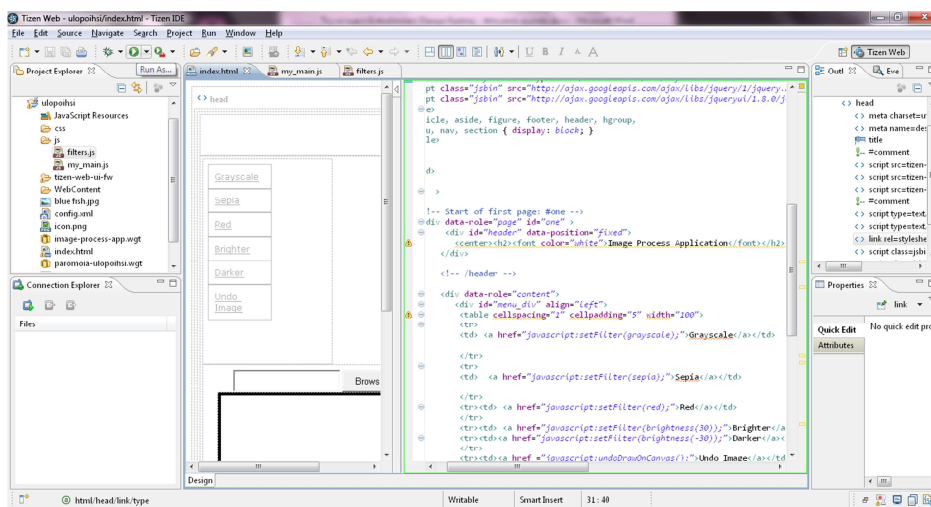 Tizen Web - ulopoihsi/index.html - Tizen IDE
File Edit Source Navigate Search Project Run Window Help
Tizen Web
Project Explorer
Run As...
ulopoihsi
JavaScript Resources
css
js
filters.js
my_main.js
tizen-web-ui-fw
WebContent
blue fish.jpg
config.xml
icon.png
image-process-app.wgt
index.html
paromoia-ulopoihsi.wgt
Connection Explorer
Files
index.html my_main.js filters.js
head
Grayscale
Sepia
Red
Brighter
Darker
Undo
Image
Brows
Design
pt class="jsbin" src="http://ajax.googleapis.com/ajax/libs/jquery/1/jquery..
pt class="jsbin" src="http://ajax.googleapis.com/ajax/libs/jqueryui/1.8.0/j
e>
icle, aside, figure, footer, header, hgroup,
u, nav, section { display: block; }
le>
d>
>
!-- Start of first page: #one -->
div data-role="page" id="one" >
<div id="header" data-position="fixed">
<center><h2><font color="white">Image Process Application</font></h2>
</div>
<!-- /header -->
<div data-role="content">
<div id="menu_div" align="left">
<table cellspacing="1" cellpadding="5" width="100">
<tr>
<td> <a href="javascript:setFilter(grayscale);">Grayscale</a></td>
</tr>
<tr>
<td> <a href="javascript:setFilter(sepia);">Sepia</a></td>
</tr>
<tr><td> <a href="javascript:setFilter(red);">Red</a></td>
</tr>
<tr><td> <a href="javascript:setFilter(brightness(30));">Brighter</a
<tr><td><a href="javascript:setFilter(brightness(-30));">Darker</a><
</tr>
<tr><td><a href ="javascript:undoDrawOnCanvas();">Undo Image</a></td
Outl Eve
head
meta charset=u
meta name=de
title
#comment
script src=tizen-
script src=tizen-
script src=tizen-
#comment
script type=text
script type=text
link rel=styleshe
script class=jsbi
Properties
link
Quick Edit
Attributes
No quick edit pro
html/head/link/type
Writable
Smart Insert
31 : 40